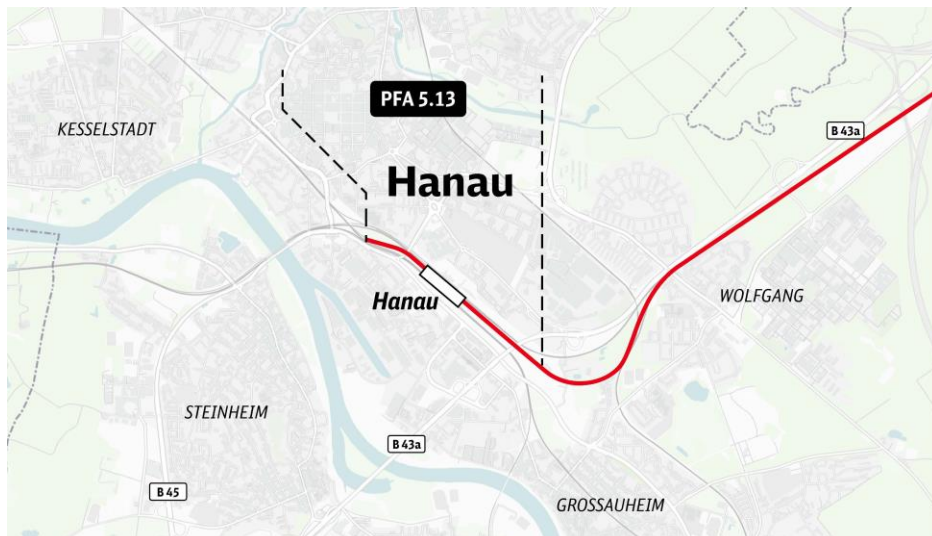 PFA 5.13
KESSELSTADT
B 43a
Hanau
WOLFGANG
Hanau
STEINHEIM
B 43a
B 45
GROSSAUHEIM